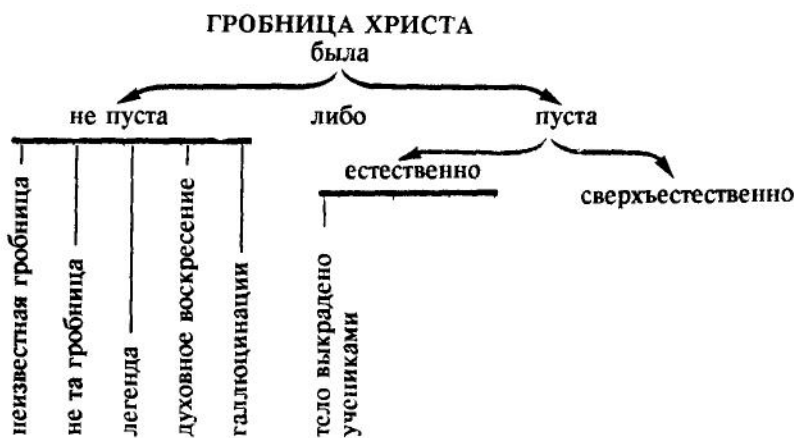 ГРОБНИЦА ХРИСТА
была
не пуста
либо
пуста
естественно
сверхъестественно
неизвестная гробница
не та гробница
легенда
духовное воскресение
галлюцинации
тело выкрадено
учениками